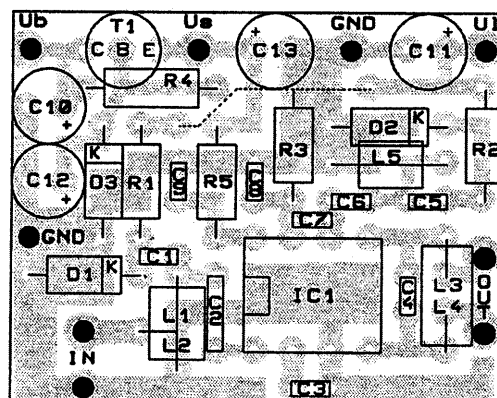 Ub T1 Us GND U1
C B E
C13 C11
C10 R4
R3 D2 K
C12 K D3 R1 C9 R5 C8 L5 R2
C6 C5
C7
GND
C1
D1 K C2 IC1 C4 L3 OUT
L1 L4
IN L2
C3